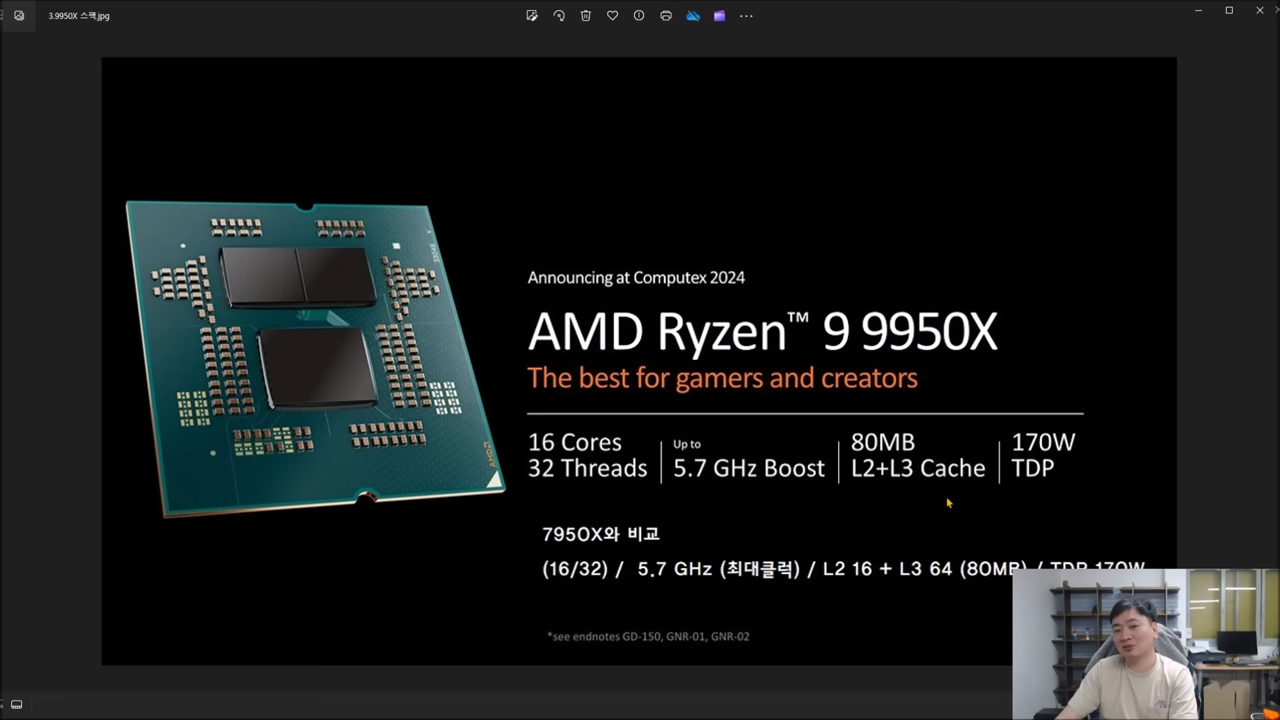 3.9950X 스팩.jpg
Announcing at Computex 2024
AMD Ryzen™ 9 9950X
The best for gamers and creators
16 Cores
32 Threads
Up to
5.7 GHz Boost
80MB
L2+L3 Cache
170W
TDP
7950X와 비교
(16/32) / 5.7 GHz (최대클럭) / L2 16 + L3 64 (80MB) / TDP 170W
*see endnotes GD-150, GNR-01, GNR-02
AMD